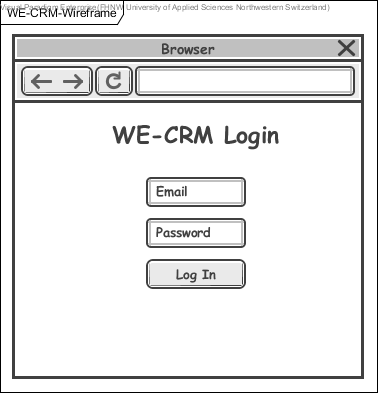 Visual Paradigm Enterprise(FHNW University of Applied Sciences Northwestern Switzerland)
WE-CRM-Wireframe
Browser
WE-CRM Login
Email
Password
Log In